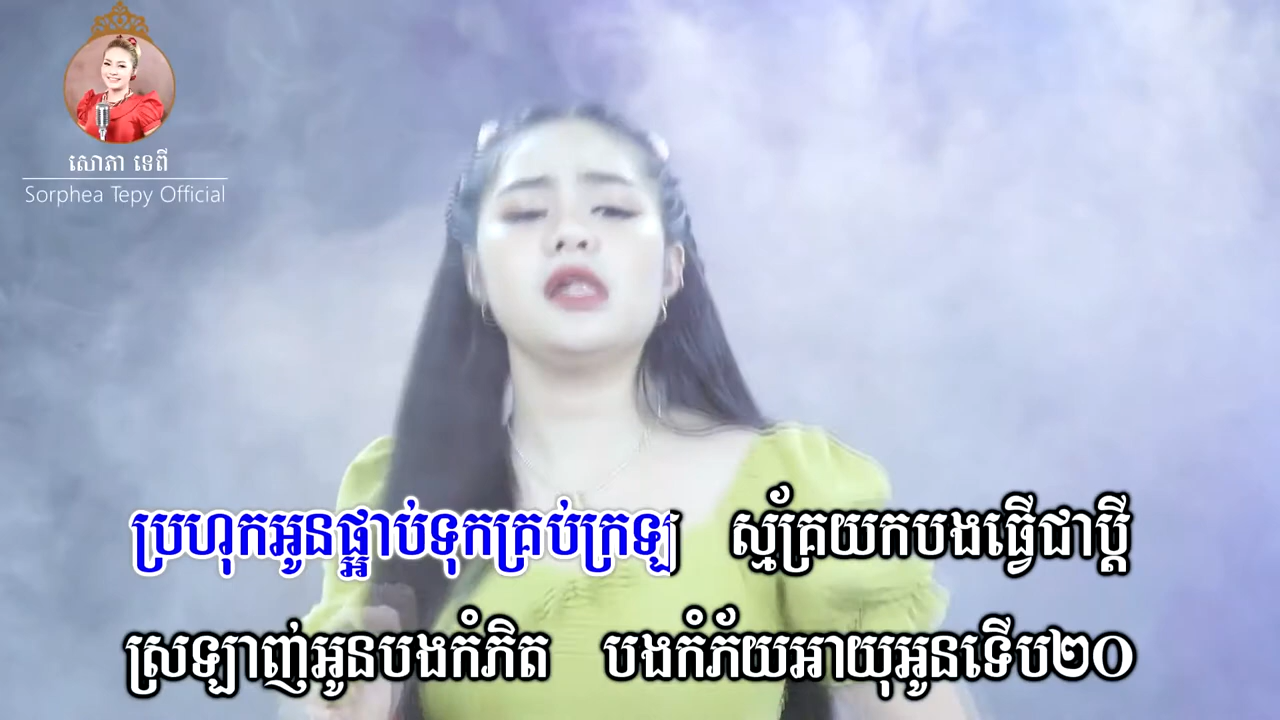 សោភា ទេពី
Sorphea Tepy Official
ប្រហុកអូនផ្អាប់ទុកគ្រប់ក្រឡ ស្ម័គ្រយកបងធ្វើជាប្ដី
ស្រឡាញ់អូនបងកំភិត បងកំភ័យអាយុអូនទើប២០